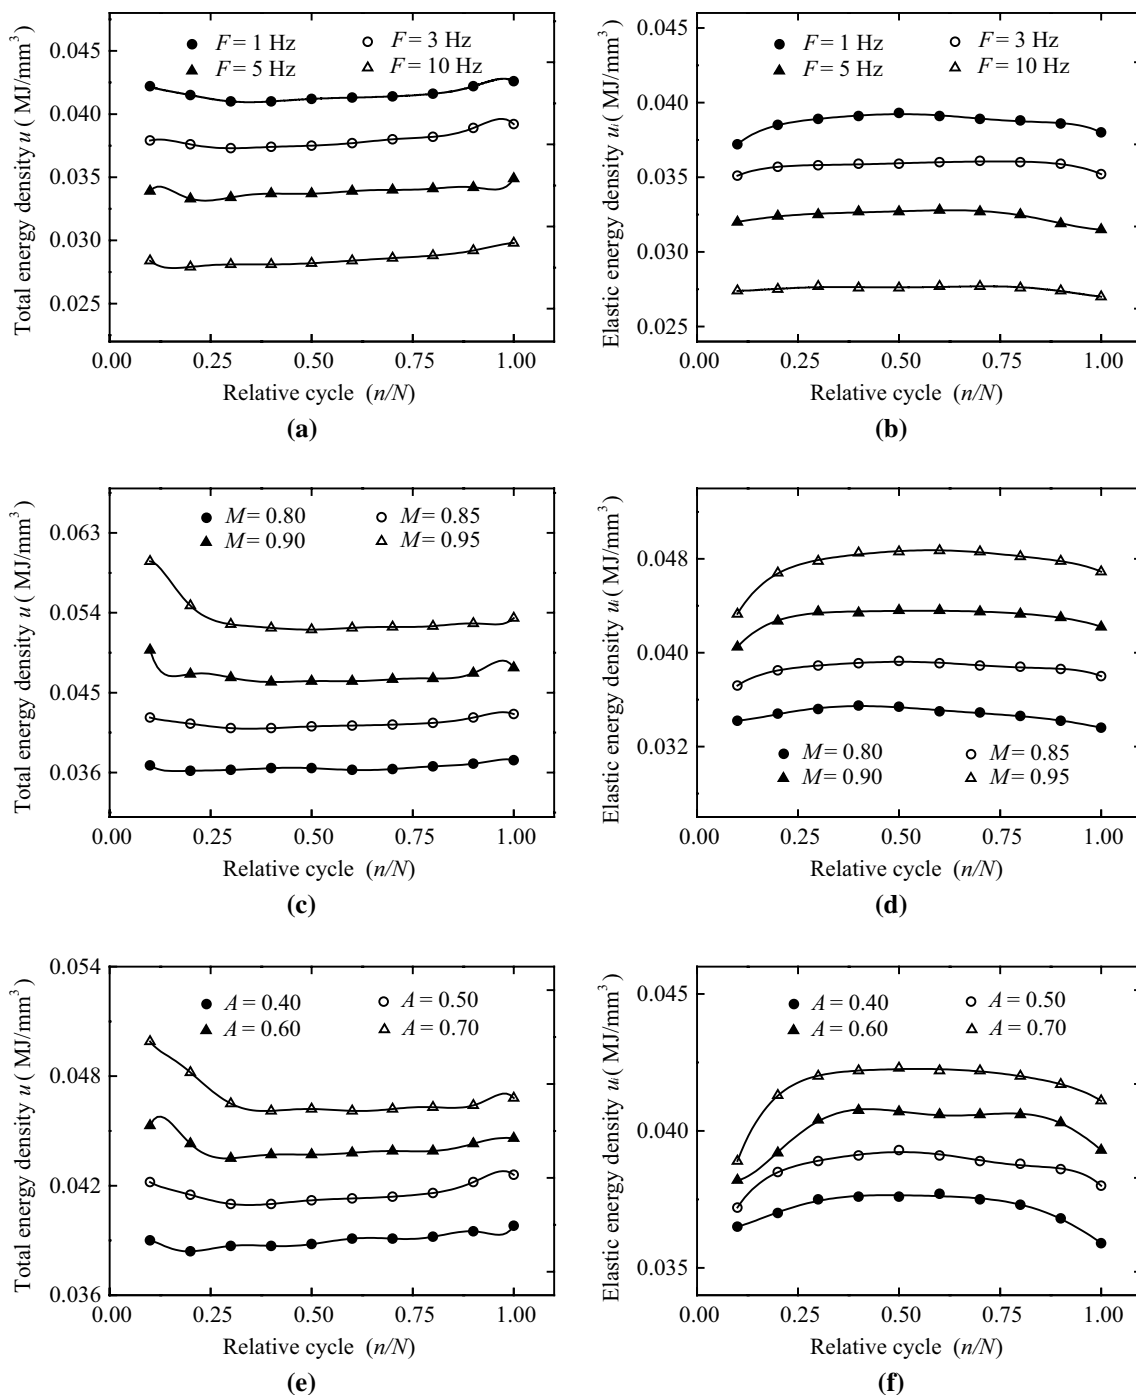 F = 1 Hz F = 3 Hz
F = 5 Hz F = 10 Hz
Total energy density u ( MJ/mm³ )
0.045
0.040
0.035
0.030
0.025
0.00 0.25 0.50 0.75 1.00
Relative cycle (n/N)
(a)
F = 1 Hz F = 3 Hz
F = 5 Hz F = 10 Hz
Elastic energy density uᵢ ( MJ/mm³ )
0.045
0.040
0.035
0.030
0.024
0.00 0.25 0.50 0.75 1.00
Relative cycle (n/N)
(b)
M = 0.80 M = 0.85
M = 0.90 M = 0.95
Total energy density u ( MJ/mm³ )
0.063
0.054
0.045
0.036
0.00 0.25 0.50 0.75 1.00
Relative cycle (n/N)
(c)
Elastic energy density uᵢ ( MJ/mm³ )
0.048
0.040
0.032
M = 0.80 M = 0.85
M = 0.90 M = 0.95
0.00 0.25 0.50 0.75 1.00
Relative cycle (n/N)
(d)
0.054
A = 0.40 A = 0.50
A = 0.60 A = 0.70
Total energy density u ( MJ/mm³ )
0.048
0.042
0.036
0.00 0.25 0.50 0.75 1.00
Relative cycle (n/N)
(e)
A = 0.40 A = 0.50
A = 0.60 A = 0.70
Elastic energy density uᵢ ( MJ/mm³ )
0.045
0.040
0.035
0.00 0.25 0.50 0.75 1.00
Relative cycle (n/N)
(f)